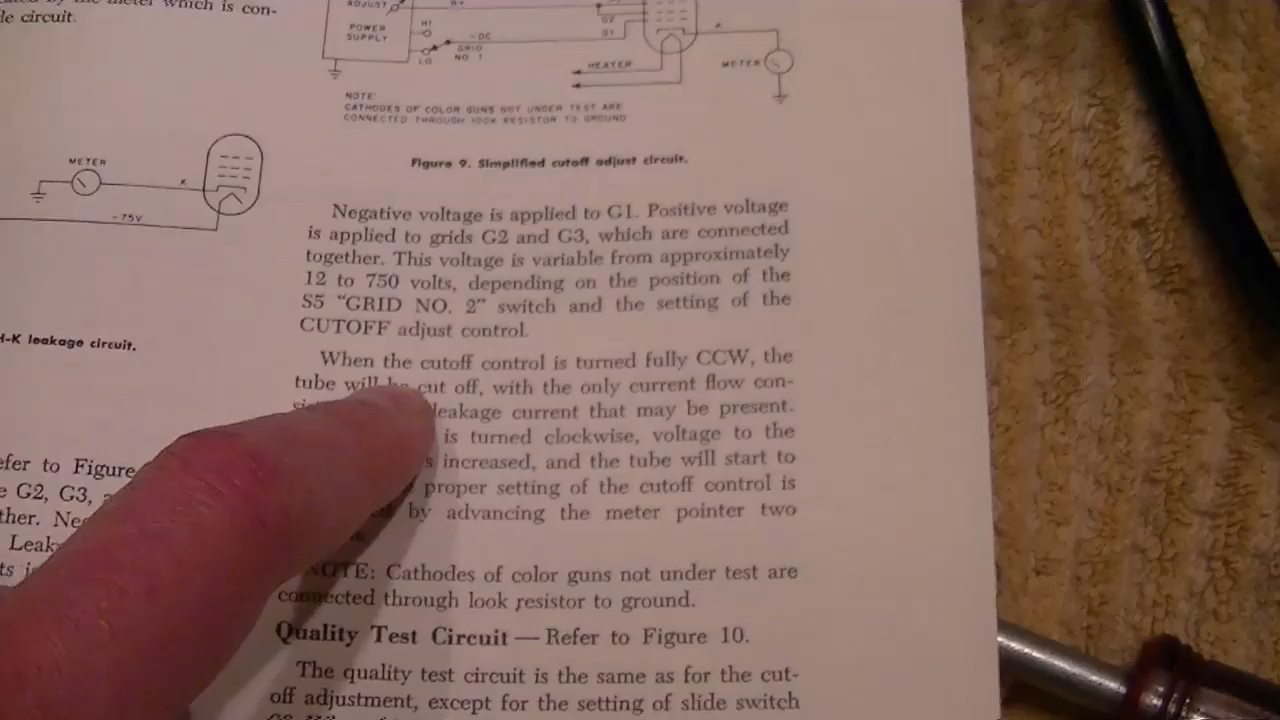 by the meter which is con-
le circuit.
METER
K
-75V
H-K leakage circuit.
efer to Figure
e G2, G3,
ther. Ne
Leak
ts i
ADJUST
B+
POWER
SUPPLY
HI
LO
-DC
GRID
NO. 1
G2
G1
K
HEATER
METER
NOTE
CATHODES OF COLOR GUNS NOT UNDER TEST ARE
CONNECTED THROUGH 100K RESISTOR TO GROUND
Figure 9. Simplified cutoff adjust circuit.
Negative voltage is applied to G1. Positive voltage
is applied to grids G2 and G3, which are connected
together. This voltage is variable from approximately
12 to 750 volts, depending on the position of the
S5 "GRID NO. 2" switch and the setting of the
CUTOFF adjust control.
When the cutoff control is turned fully CCW, the
tube will be cut off, with the only current flow con-
leakage current that may be present.
is turned clockwise, voltage to the
s increased, and the tube will start to
proper setting of the cutoff control is
by advancing the meter pointer two
NOTE: Cathodes of color guns not under test are
connected through look resistor to ground.
Quality Test Circuit — Refer to Figure 10.
The quality test circuit is the same as for the cut-
off adjustment, except for the setting of slide switch